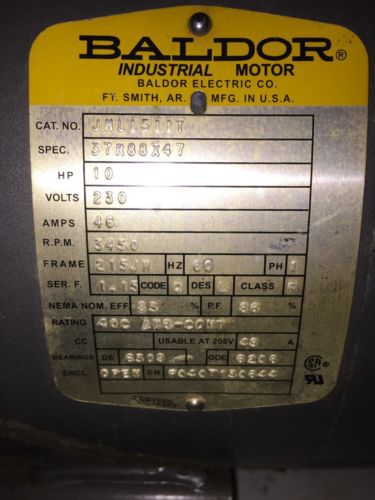 BALDOR®
INDUSTRIAL MOTOR
BALDOR ELECTRIC CO.
FT. SMITH, AR. MFG. IN U.S.A.
CAT. NO. JML1511T
SPEC. 37R88X47
HP 10
VOLTS 230
AMPS 46
R.P.M. 3450
FRAME 215JM HZ 60 PH 1
SER. F. 1.15 CODE DES L CLASS F
NEMA NOM. EFF 85 % P.F. 86 %
RATING 40C AMB-CONT
CC USABLE AT 208V 48 A.
BEARINGS DE 6309 ODE 6206
ENCL. OPEN SN